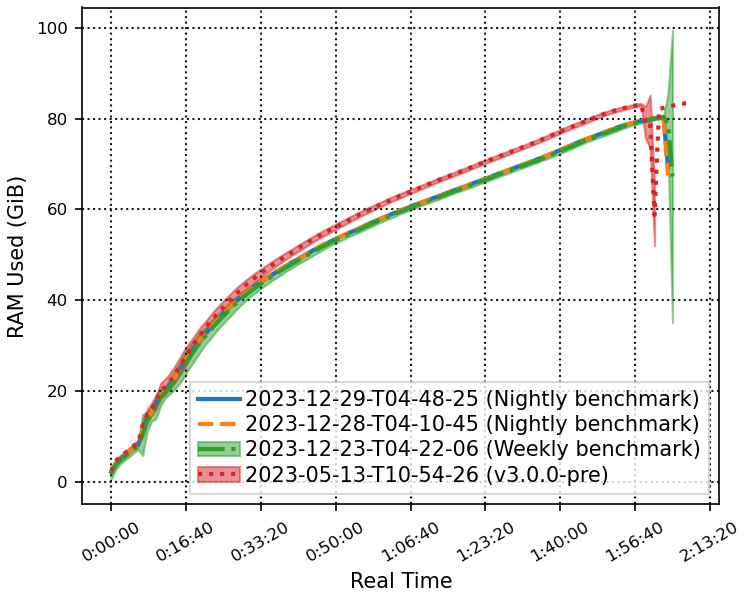 100
80
60
40
20
0
RAM Used (GiB)
2023-12-29-T04-48-25 (Nightly benchmark)
2023-12-28-T04-10-45 (Nightly benchmark)
2023-12-23-T04-22-06 (Weekly benchmark)
2023-05-13-T10-54-26 (v3.0.0-pre)
0:00:00
0:16:40
0:33:20
0:50:00
1:06:40
1:23:20
1:40:00
1:56:40
2:13:20
Real Time